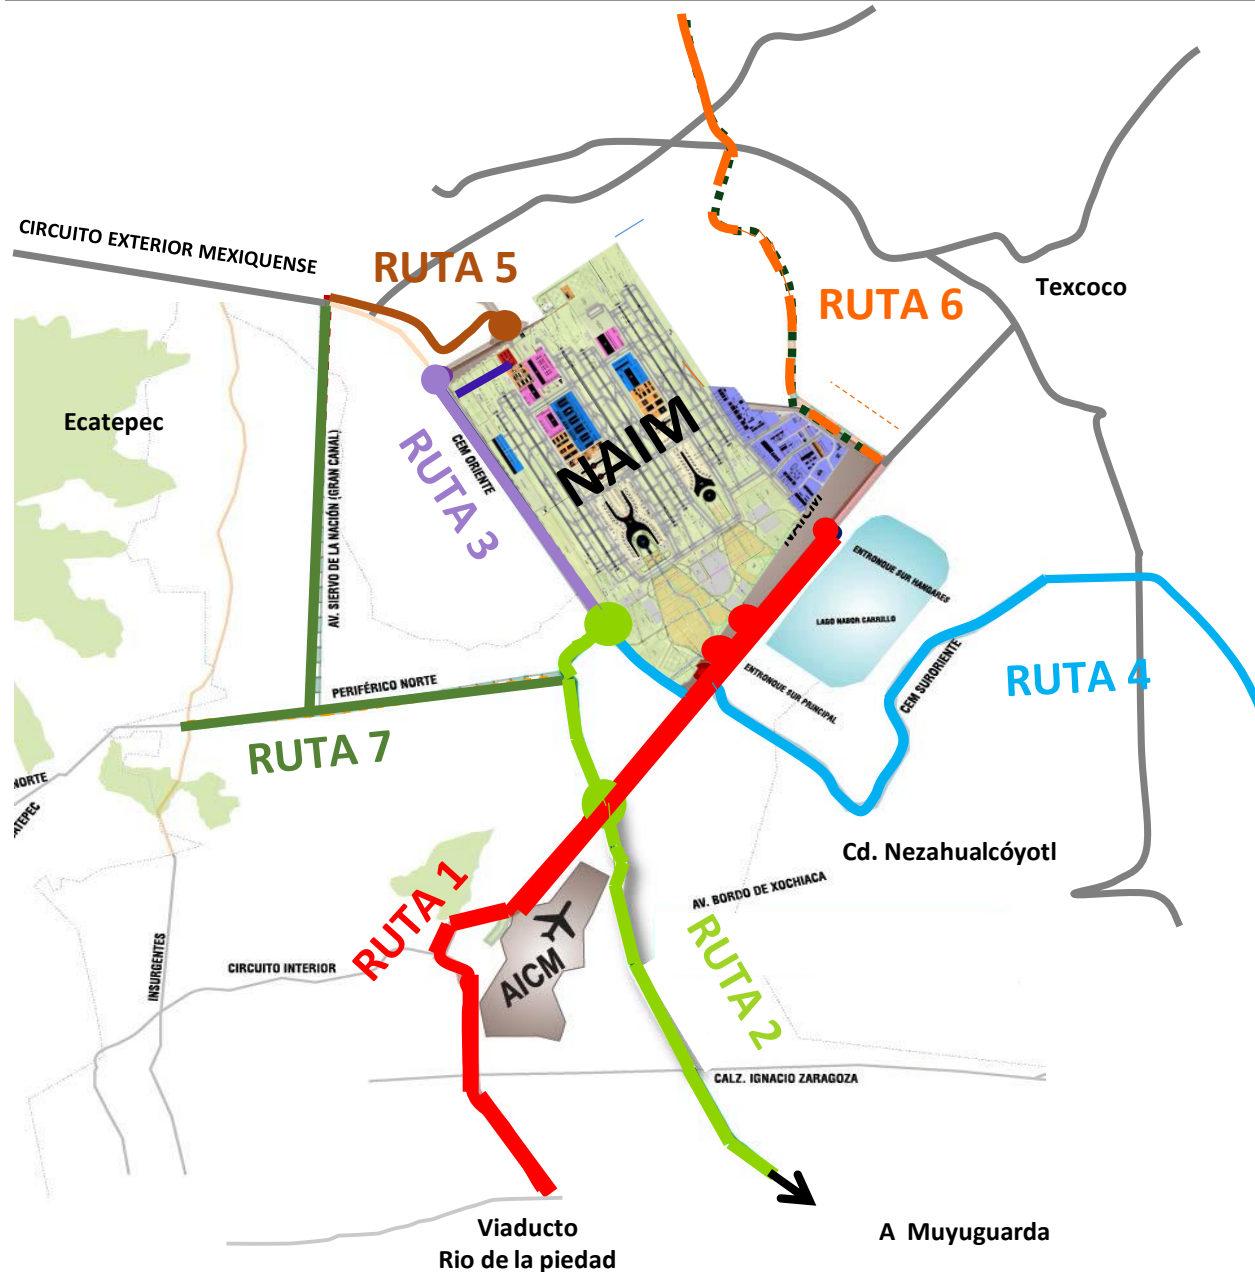 CIRCUITO EXTERIOR MEXIQUENSE
RUTA 5
RUTA 6
Texcoco
Ecatepec
CEM ORIENTE
RUTA 3
NAIM
AV. SIERVO DE LA NACIÓN (GRAN CANAL)
NAICM
ENTRONQUE SUR HANGARES
LAGO NABOR CARRILLO
ENTRONQUE SUR PRINCIPAL
CEM SURORIENTE
RUTA 4
PERIFÉRICO NORTE
RUTA 7
NORTE
ATEPEC
Cd. Nezahualcóyotl
AV. BORDO DE XOCHIACA
RUTA 1
AICM
RUTA 2
INSURGENTES
CIRCUITO INTERIOR
CALZ. IGNACIO ZARAGOZA
Viaducto
Rio de la piedad
A Muyuguarda